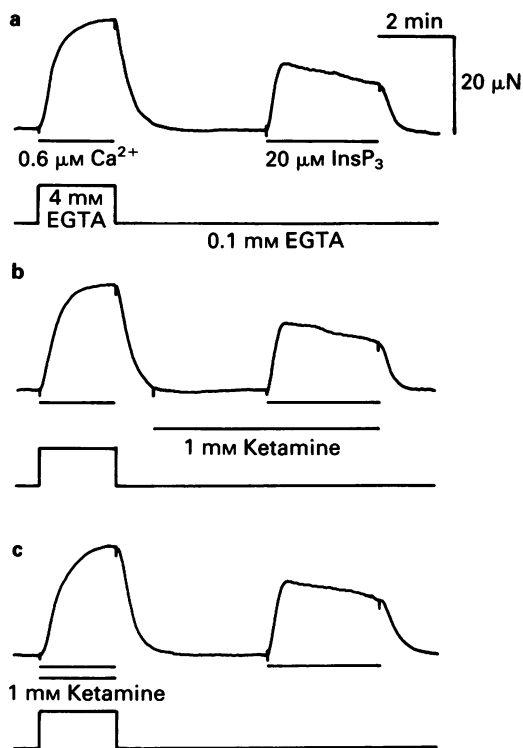 a
2 min
20 μN
0.6 μM Ca²⁺
20 μM InsP₃
4 mM
EGTA
0.1 mM EGTA
b
1 mM Ketamine
c
1 mM Ketamine